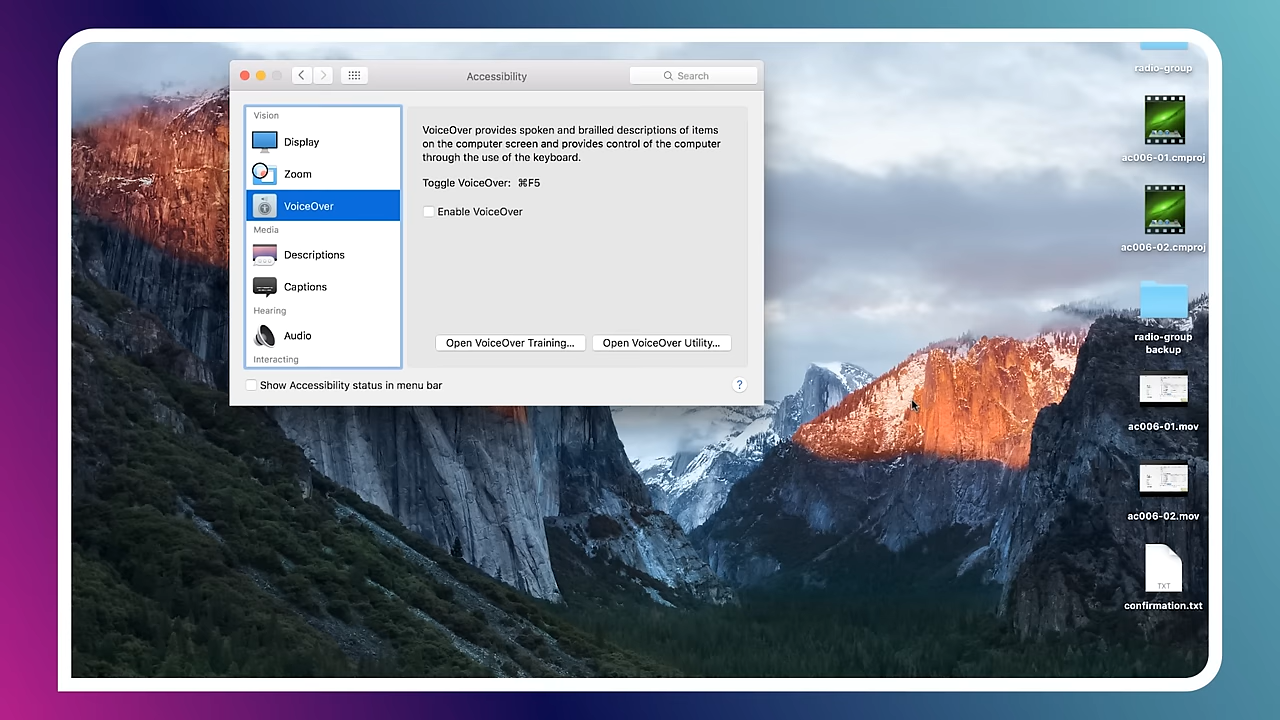 Accessibility
Search
Vision
Display
Zoom
VoiceOver
Media
Descriptions
Captions
Hearing
Audio
Interacting
VoiceOver provides spoken and brailled descriptions of items
on the computer screen and provides control of the computer
through the use of the keyboard.
Toggle VoiceOver: ⌘F5
Enable VoiceOver
Open VoiceOver Training...
Open VoiceOver Utility...
Show Accessibility status in menu bar
?
radio-group
ac006-01.cmproj
ac006-02.cmproj
radio-group
backup
ac006-01.mov
ac006-02.mov
TXT
confirmation.txt